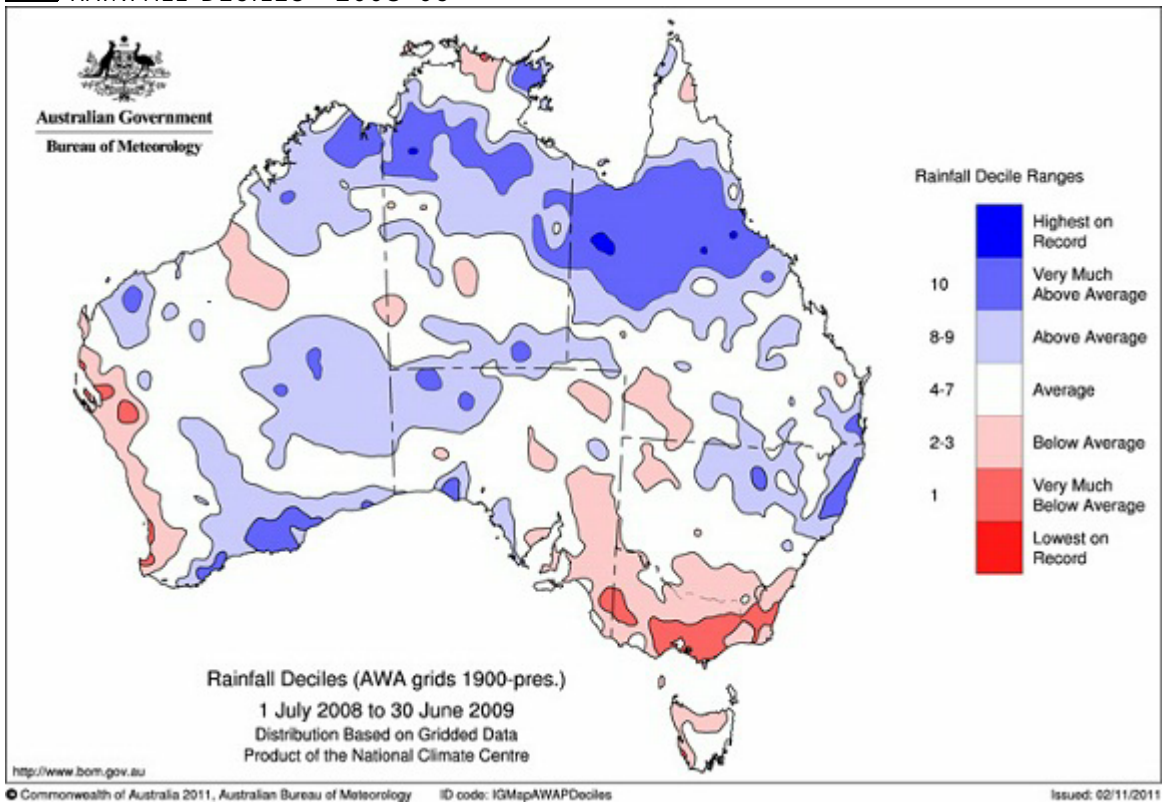 Australian Government
Bureau of Meteorology
Rainfall Decile Ranges
Highest on
Record
10
Very Much
Above Average
8-9
Above Average
4-7
Average
2-3
Below Average
1
Very Much
Below Average
Lowest on
Record
Rainfall Deciles (AWA grids 1900-pres.)
1 July 2008 to 30 June 2009
Distribution Based on Gridded Data
Product of the National Climate Centre
http://www.bom.gov.au
© Commonwealth of Australia 2011, Australian Bureau of Meteorology ID code: IGMapAWAPDeciles Issued: 02/11/2011